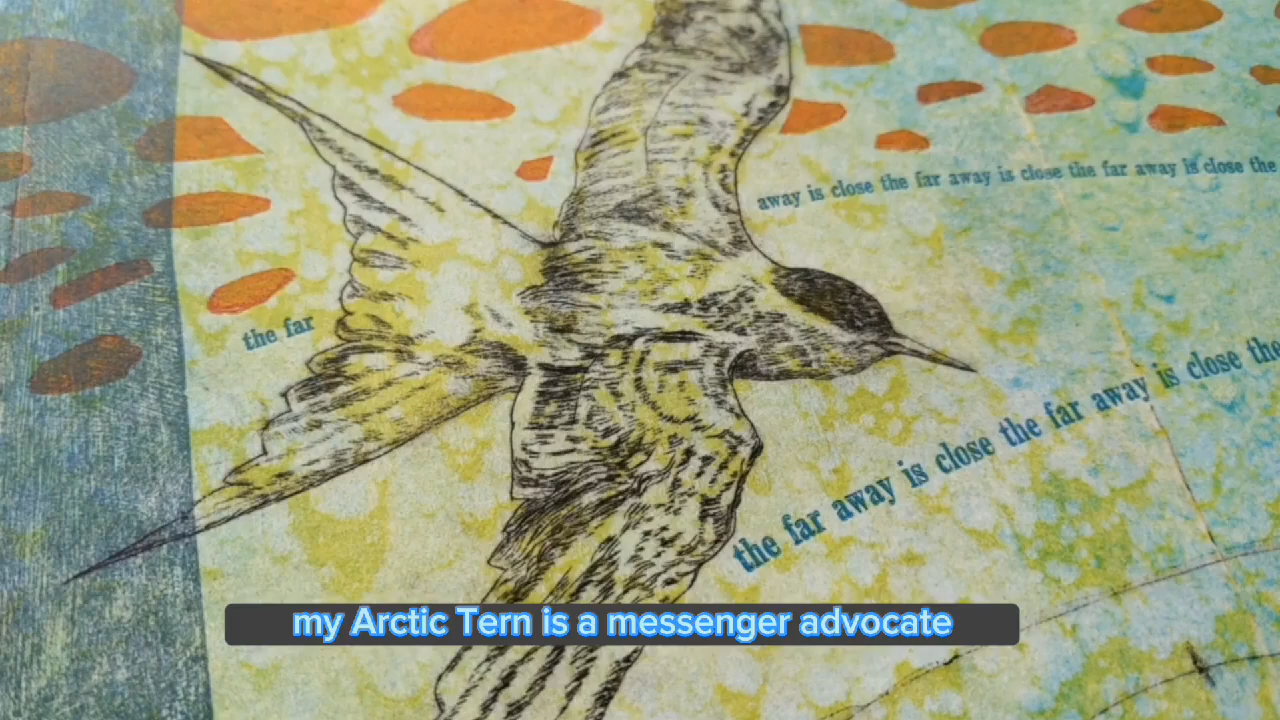 away is close the far away is close the far away is close the
the far
the far away is close the far away is close the
my Arctic Tern is a messenger advocate